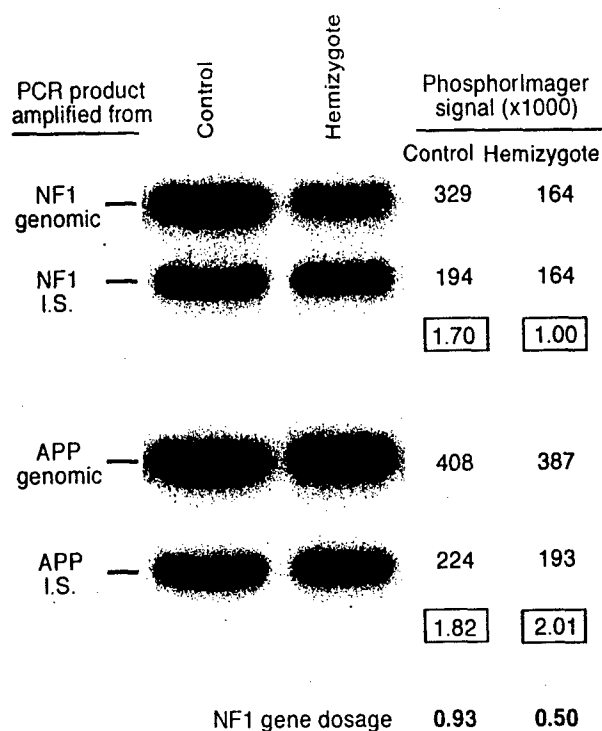 PCR product
amplified from
Control
Hemizygote
PhosphorImager
signal (x1000)
Control Hemizygote
NF1
genomic
329 164
NF1
I.S.
194 164
1.70 1.00
APP
genomic
408 387
APP
I.S.
224 193
1.82 2.01
NF1 gene dosage 0.93 0.50